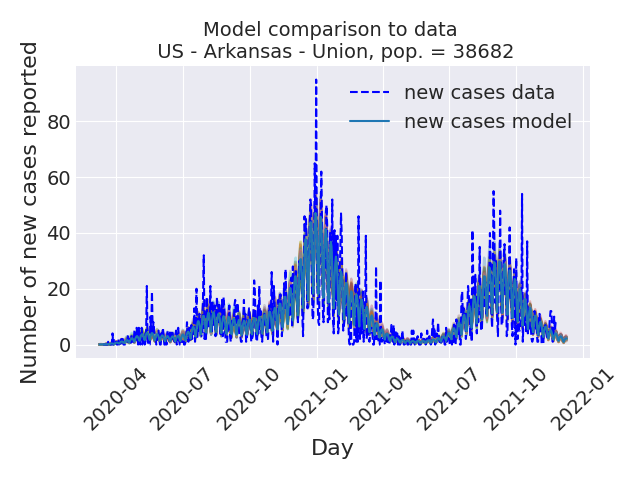 Model comparison to data
US - Arkansas - Union, pop. = 38682
Number of new cases reported
80
60
40
20
0
new cases data
new cases model
2020-04
2020-07
2020-10
2021-01
2021-04
2021-07
2021-10
2022-01
Day